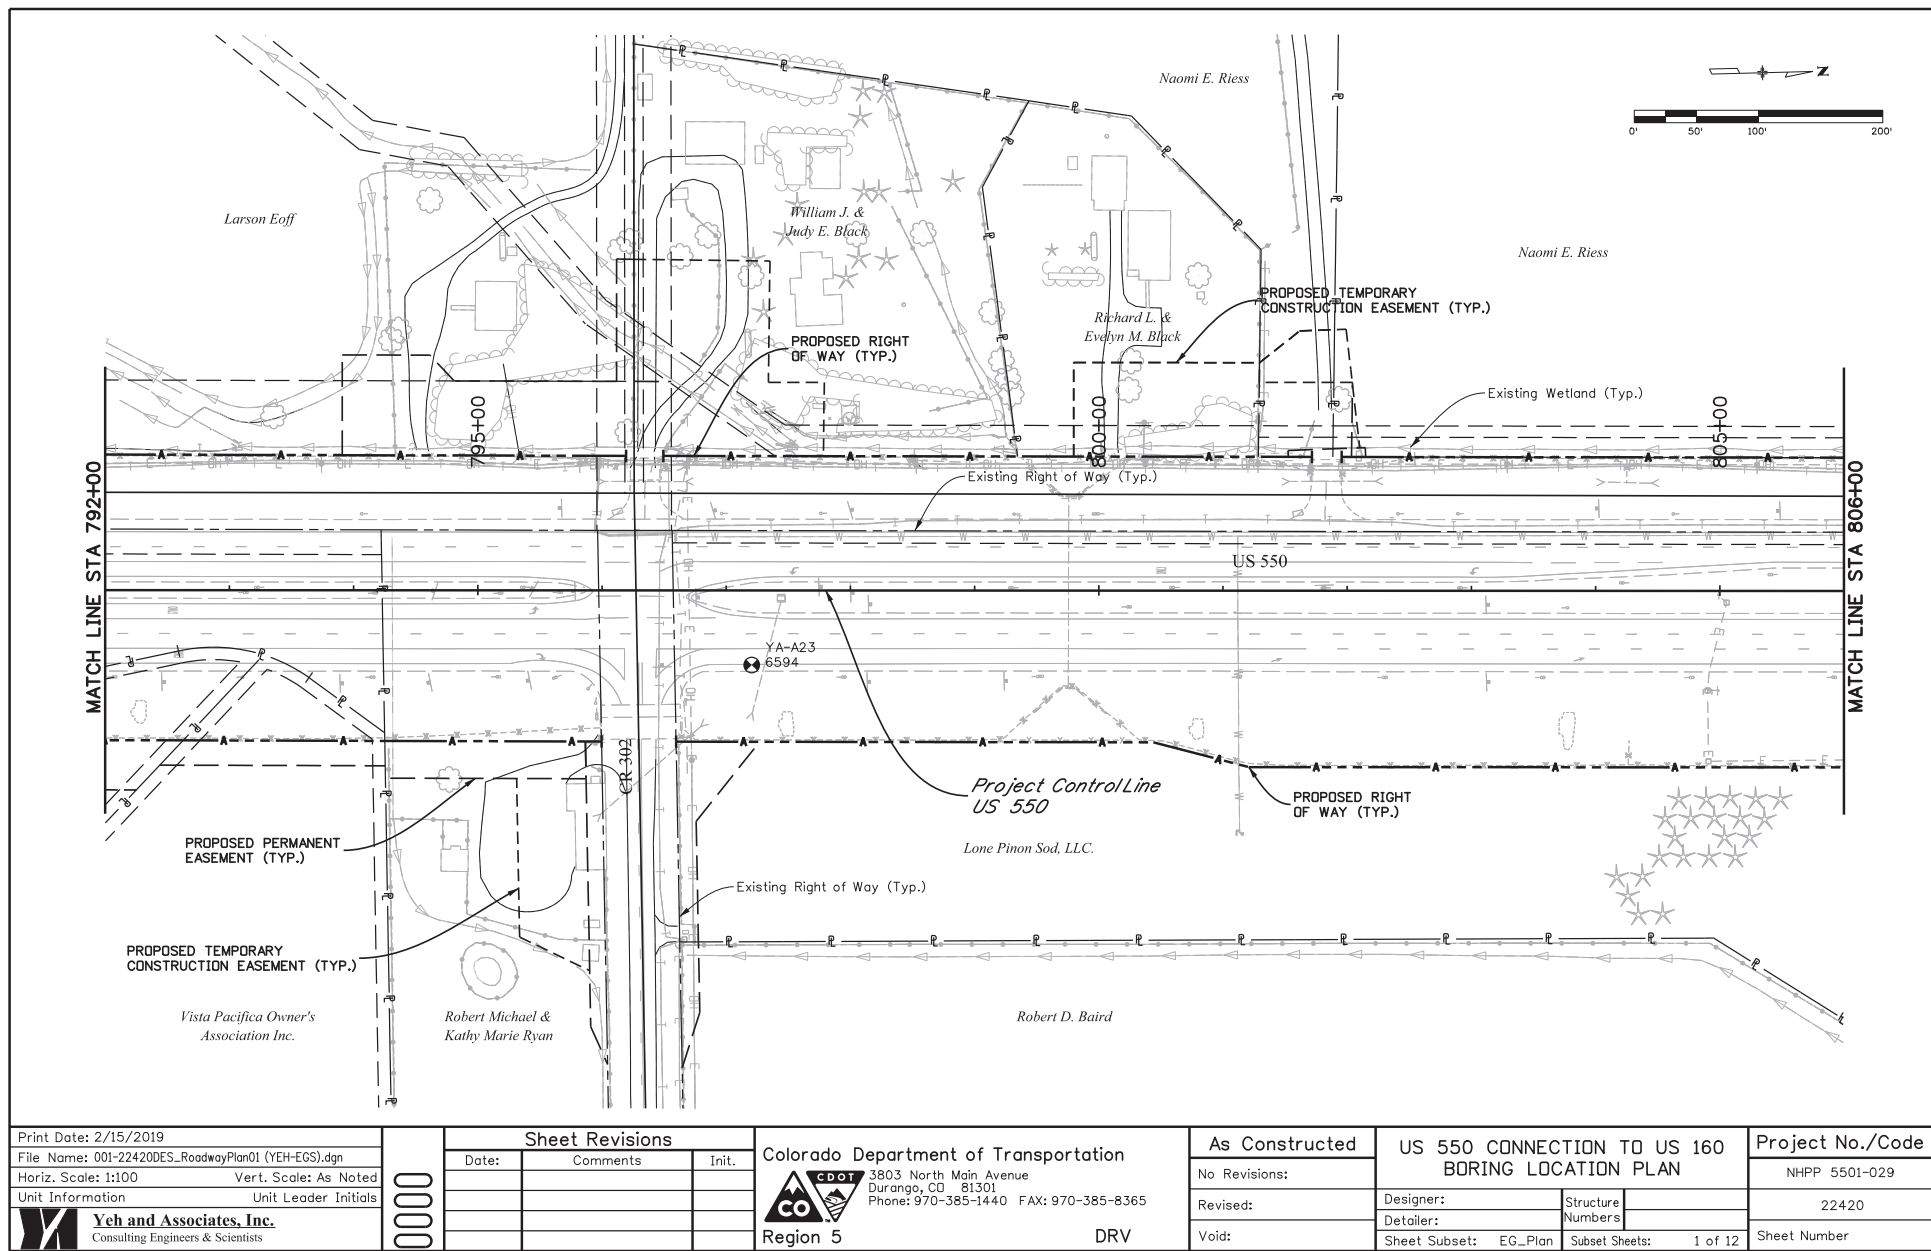 Naomi E. Riess
N
0' 50' 100' 200'
Larson Eoff
William J. &
Judy E. Black
Naomi E. Riess
PROPOSED TEMPORARY
CONSTRUCTION EASEMENT (TYP.)
Richard L. &
Evelyn M. Black
PROPOSED RIGHT
OF WAY (TYP.)
Existing Wetland (Typ.)
795+00
800+00
805+00
Existing Right of Way (Typ.)
MATCH LINE STA 792+00
MATCH LINE STA 806+00
US 550
YA-A23
6594
CR 302
Project Control Line
US 550
PROPOSED RIGHT
OF WAY (TYP.)
PROPOSED PERMANENT
EASEMENT (TYP.)
Lone Pinon Sod, LLC.
Existing Right of Way (Typ.)
PROPOSED TEMPORARY
CONSTRUCTION EASEMENT (TYP.)
Vista Pacifica Owner's
Association Inc.
Robert Michael &
Kathy Marie Ryan
Robert D. Baird
Print Date: 2/15/2019
File Name: 001-22420DES_RoadwayPlan01 (YEH-EGS).dgn
Horiz. Scale: 1:100 Vert. Scale: As Noted
Unit Information Unit Leader Initials
Yeh and Associates, Inc.
Consulting Engineers & Scientists
Sheet Revisions
Date: Comments Init.
Colorado Department of Transportation
CDOT
CO
3803 North Main Avenue
Durango, CO 81301
Phone: 970-385-1440 FAX: 970-385-8365
Region 5 DRV
As Constructed
No Revisions:
Revised:
Void:
US 550 CONNECTION TO US 160
BORING LOCATION PLAN
Designer:
Detailer:
Structure
Numbers
Sheet Subset: EG_Plan Subset Sheets: 1 of 12
Project No./Code
NHPP 5501-029
22420
Sheet Number